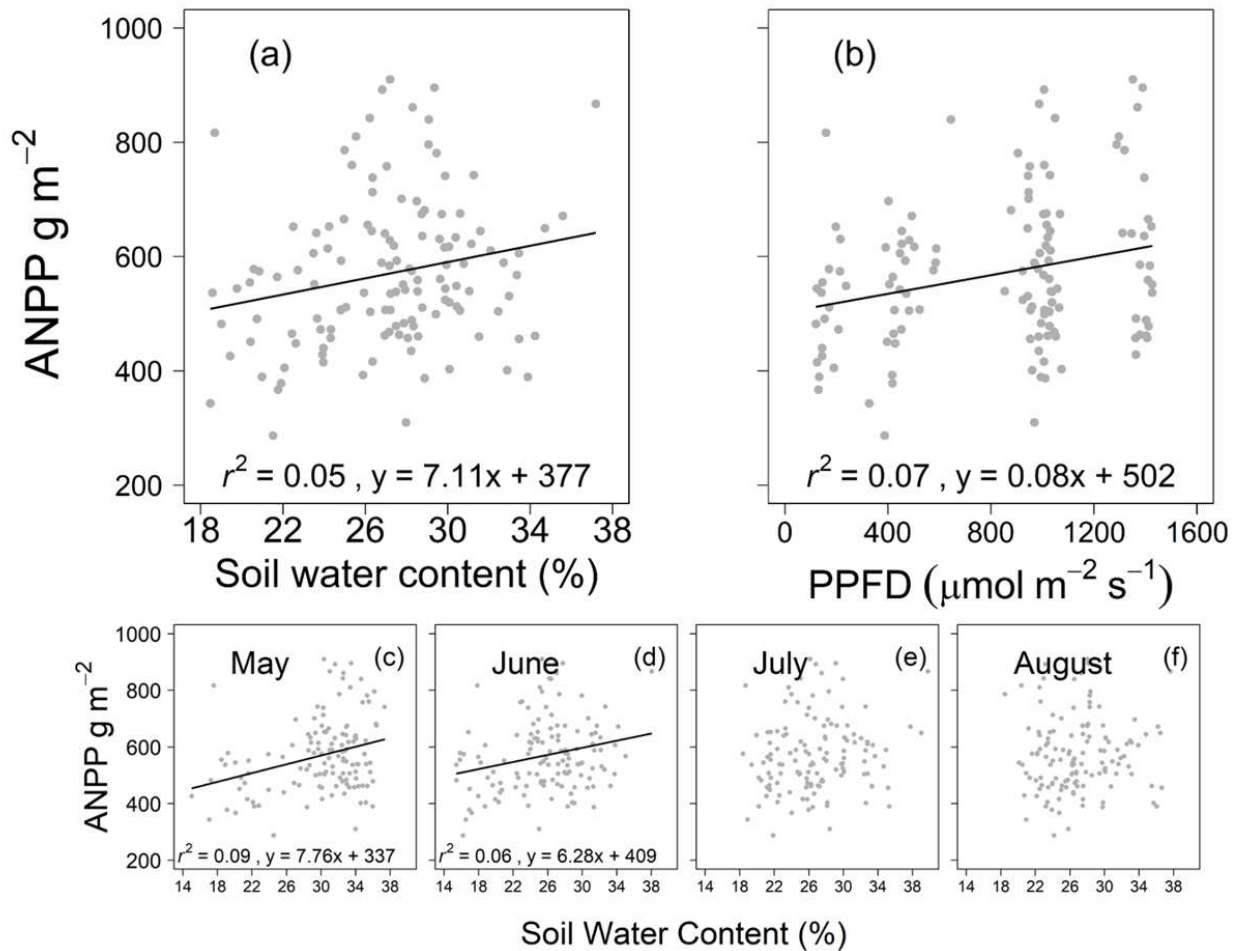 (a)
(b)
ANPP g m⁻²
1000
800
600
400
200
r² = 0.05 , y = 7.11x + 377
r² = 0.07 , y = 0.08x + 502
18 22 26 30 34 38
0 400 800 1200 1600
Soil water content (%)
PPFD (μmol m⁻² s⁻¹)
May (c)
June (d)
July (e)
August (f)
ANPP g m⁻²
1000
800
600
400
200
r² = 0.09 , y = 7.76x + 337
r² = 0.06 , y = 6.28x + 409
14 18 22 26 30 34 38
14 18 22 26 30 34 38
14 18 22 26 30 34 38
14 18 22 26 30 34 38
Soil Water Content (%)